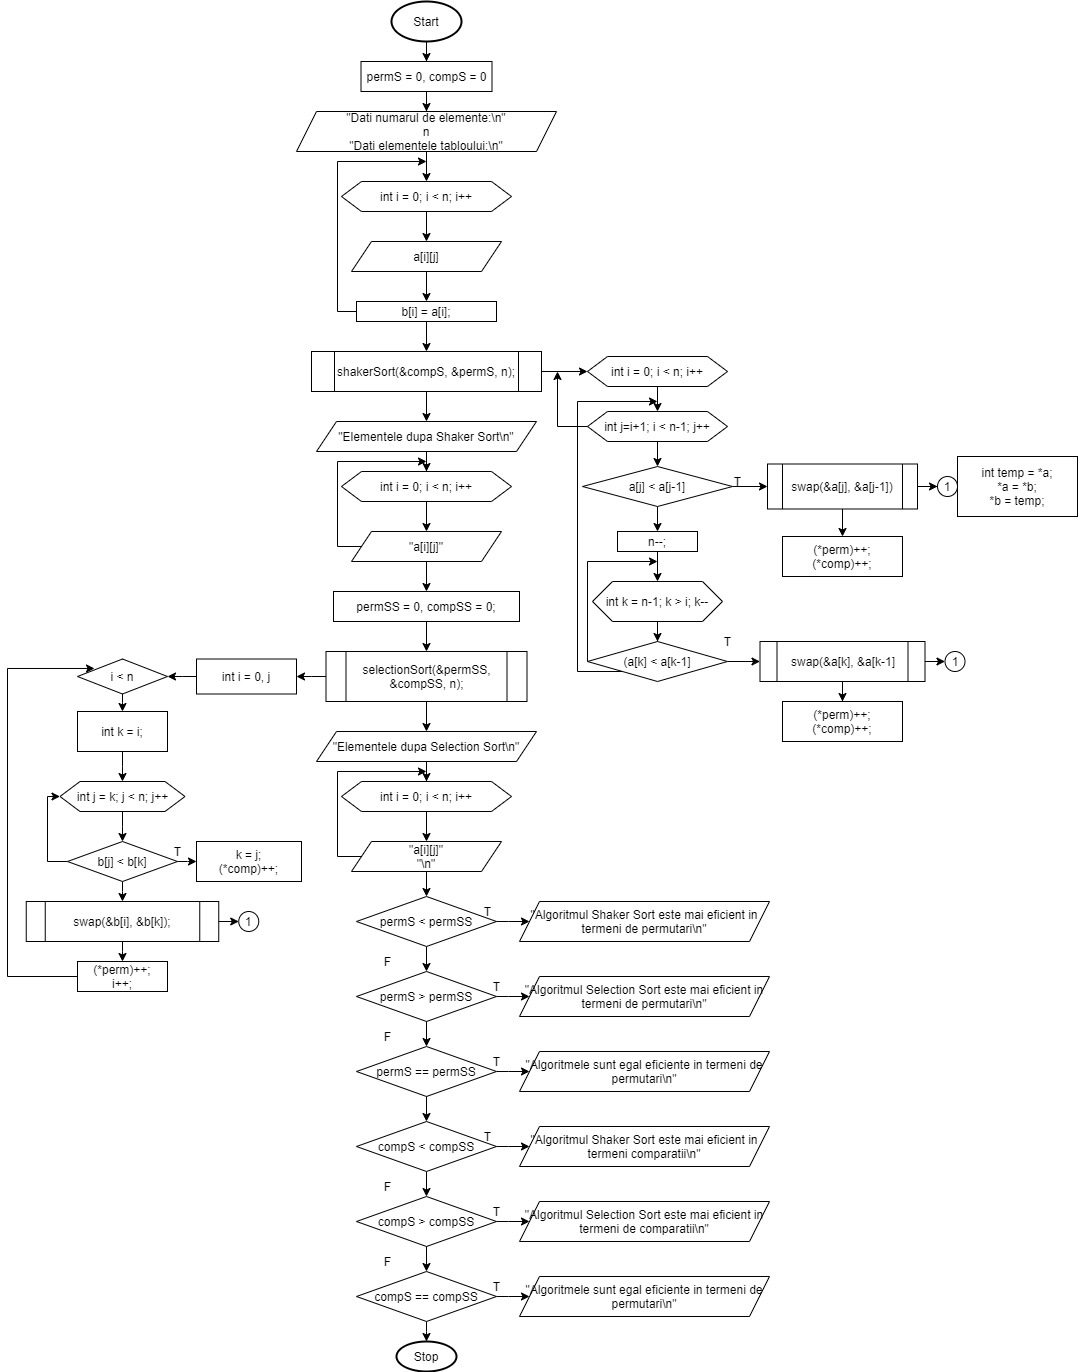 Start
permS = 0, compS = 0
"Dati numarul de elemente:\n"
n
"Dati elementele tabloului:\n"
int i = 0; i < n; i++
a[i][j]
b[i] = a[i];
shakerSort(&compS, &permS, n);
int i = 0; i < n; i++
int j=i+1; i < n-1; j++
a[j] < a[j-1]
T
swap(&a[j], &a[j-1])
1
int temp = *a;
*a = *b;
*b = temp;
(*perm)++;
(*comp)++;
n--;
int k = n-1; k > i; k--
(a[k] < a[k-1]
T
swap(&a[k], &a[k-1]
1
(*perm)++;
(*comp)++;
"Elementele dupa Shaker Sort\n"
int i = 0; i < n; i++
"a[i][j]"
permSS = 0, compSS = 0;
selectionSort(&permSS,
&compSS, n);
int i = 0, j
i < n
int k = i;
int j = k; j < n; j++
b[j] < b[k]
T
k = j;
(*comp)++;
swap(&b[i], &b[k]);
1
(*perm)++;
i++;
"Elementele dupa Selection Sort\n"
int i = 0; i < n; i++
"a[i][j]"
"\n"
permS < permSS
T
"Algoritmul Shaker Sort este mai eficient in
termeni de permutari\n"
F
permS > permSS
T
"Algoritmul Selection Sort este mai eficient in
termeni de permutari\n"
F
permS == permSS
T
"Algoritmele sunt egal eficiente in termeni de
permutari\n"
compS < compSS
T
"Algoritmul Shaker Sort este mai eficient in
termeni comparatii\n"
F
compS > compSS
T
"Algoritmul Selection Sort este mai eficient in
termeni de comparatii\n"
F
compS == compSS
T
"Algoritmele sunt egal eficiente in termeni de
permutari\n"
Stop